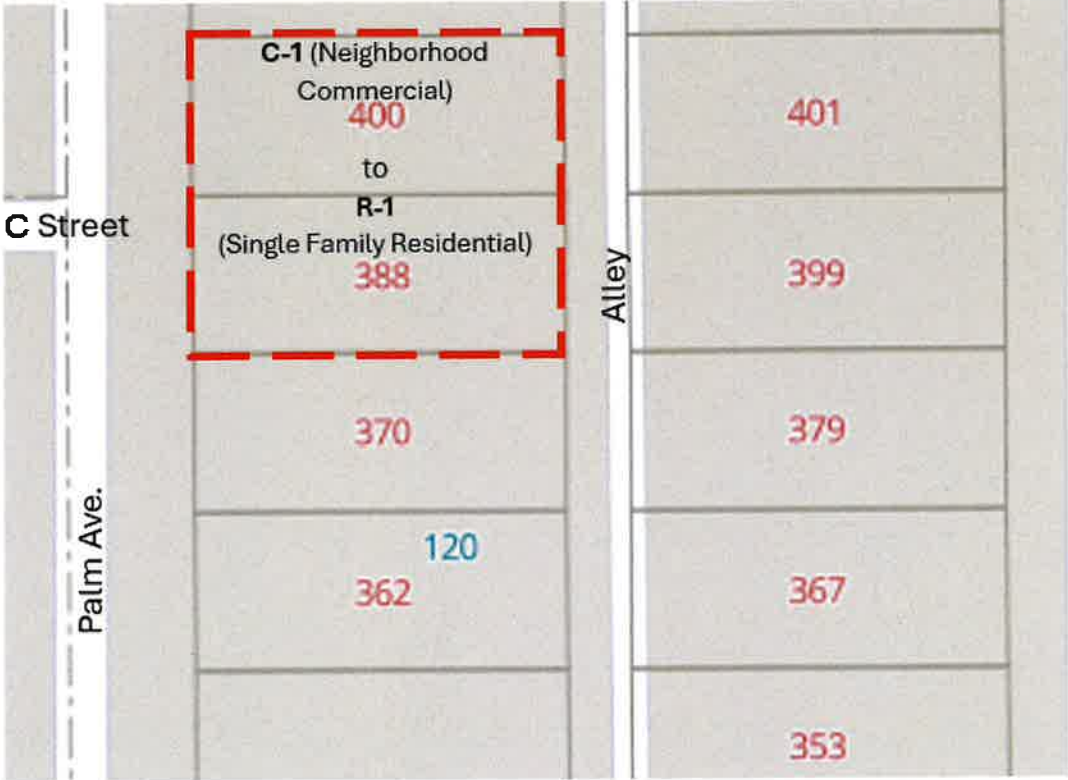 C-1 (Neighborhood
Commercial)
400
to
R-1
(Single Family Residential)
388
401
C Street
399
Alley
370
379
120
362
367
Palm Ave.
353